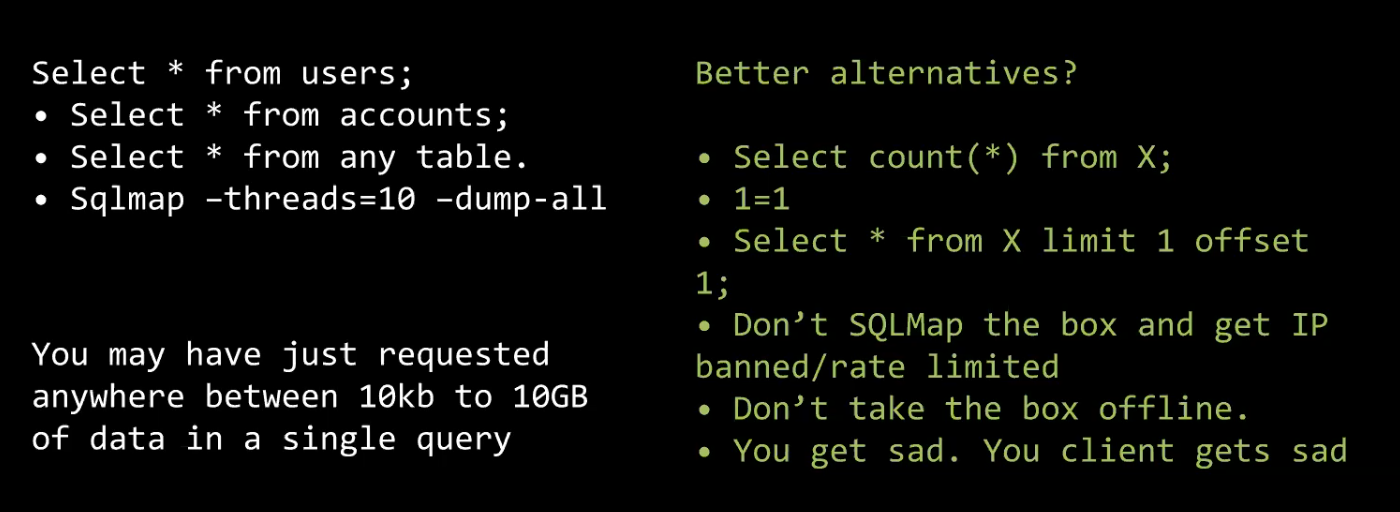 Select * from users;
• Select * from accounts;
• Select * from any table.
• Sqlmap –threads=10 –dump-all
You may have just requested
anywhere between 10kb to 10GB
of data in a single query
Better alternatives?
• Select count(*) from X;
• 1=1
• Select * from X limit 1 offset
1;
• Don’t SQLMap the box and get IP
banned/rate limited
• Don’t take the box offline.
• You get sad. You client gets sad